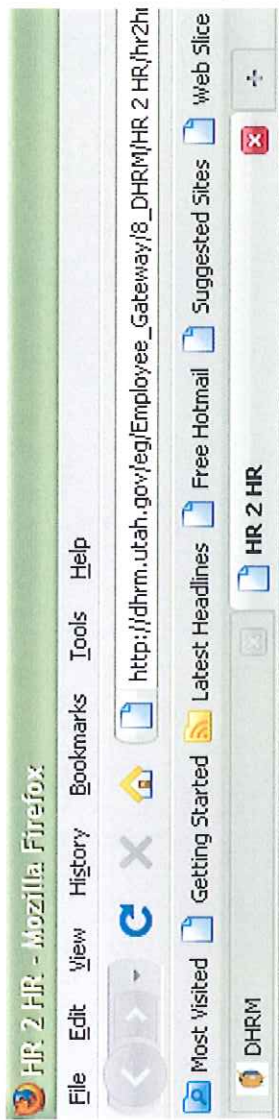 HR 2 HR - Mozilla Firefox
File Edit View History Bookmarks Tools Help
http://dhrm.utah.gov/eg/Employee_Gateway/8_DHRM/HR 2 HR/hr2h
Most Visited Getting Started Latest Headlines Free Hotmail Suggested Sites Web Slice
DHRM HR 2 HR